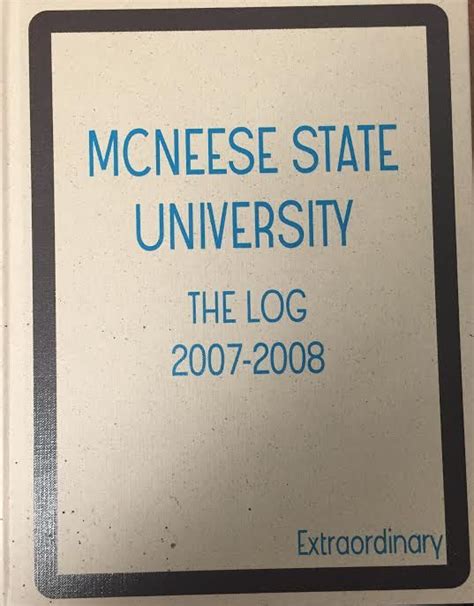 MCNEESE STATE
UNIVERSITY
THE LOG
2007-2008
Extraordinary